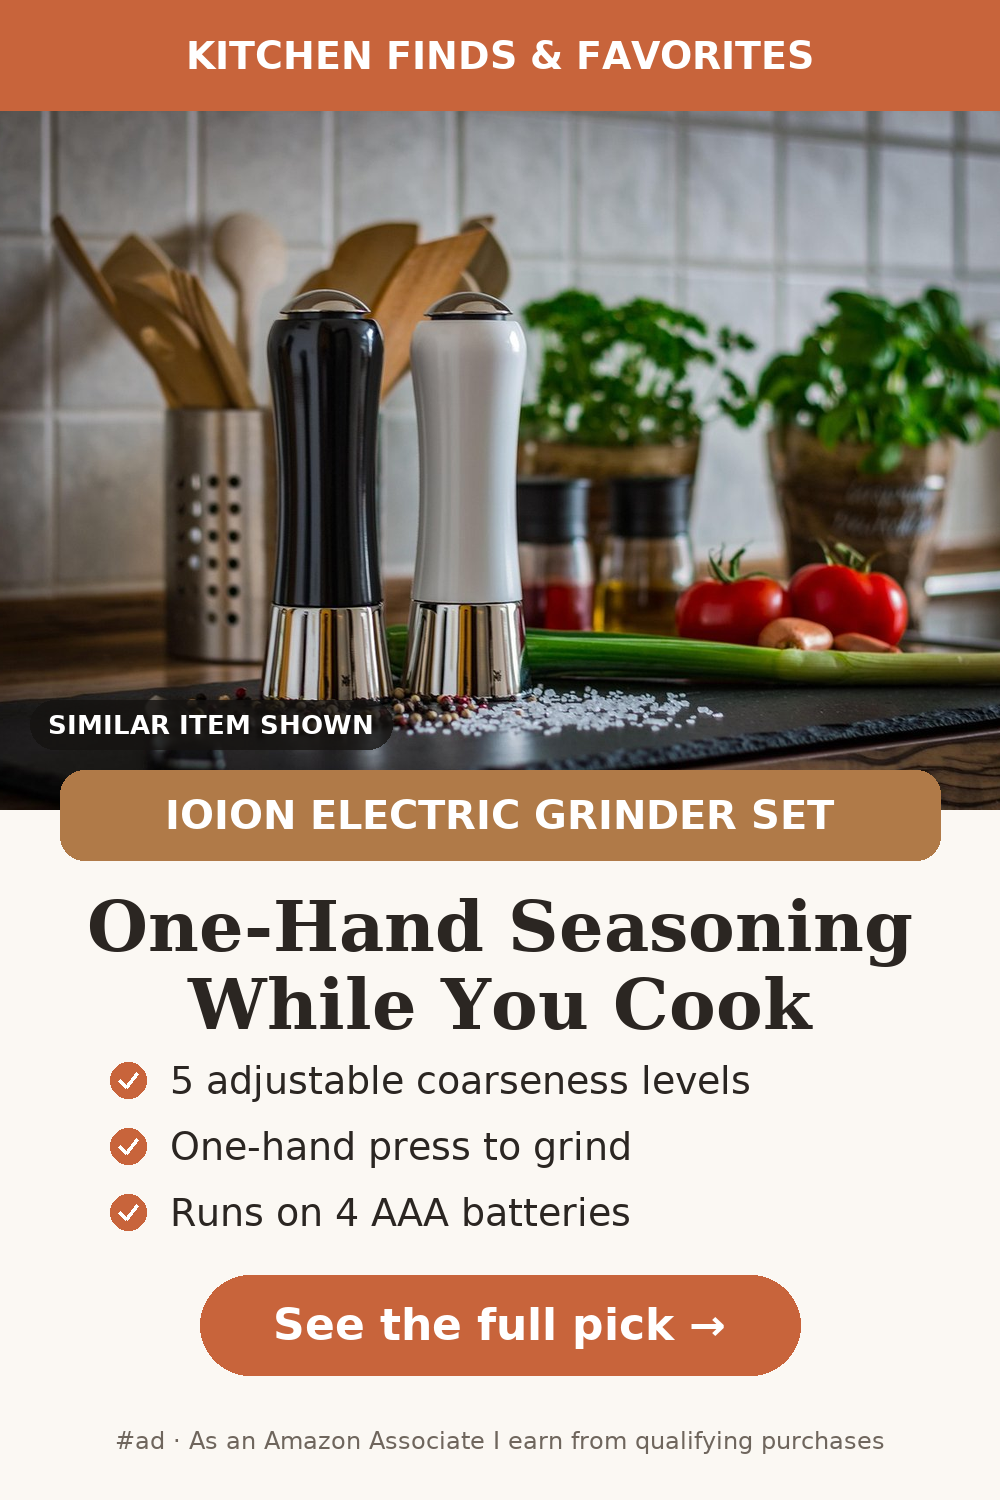 KITCHEN FINDS & FAVORITES
SIMILAR ITEM SHOWN
IOION ELECTRIC GRINDER SET
One-Hand Seasoning
While You Cook
5 adjustable coarseness levels
One-hand press to grind
Runs on 4 AAA batteries
See the full pick →
#ad · As an Amazon Associate I earn from qualifying purchases